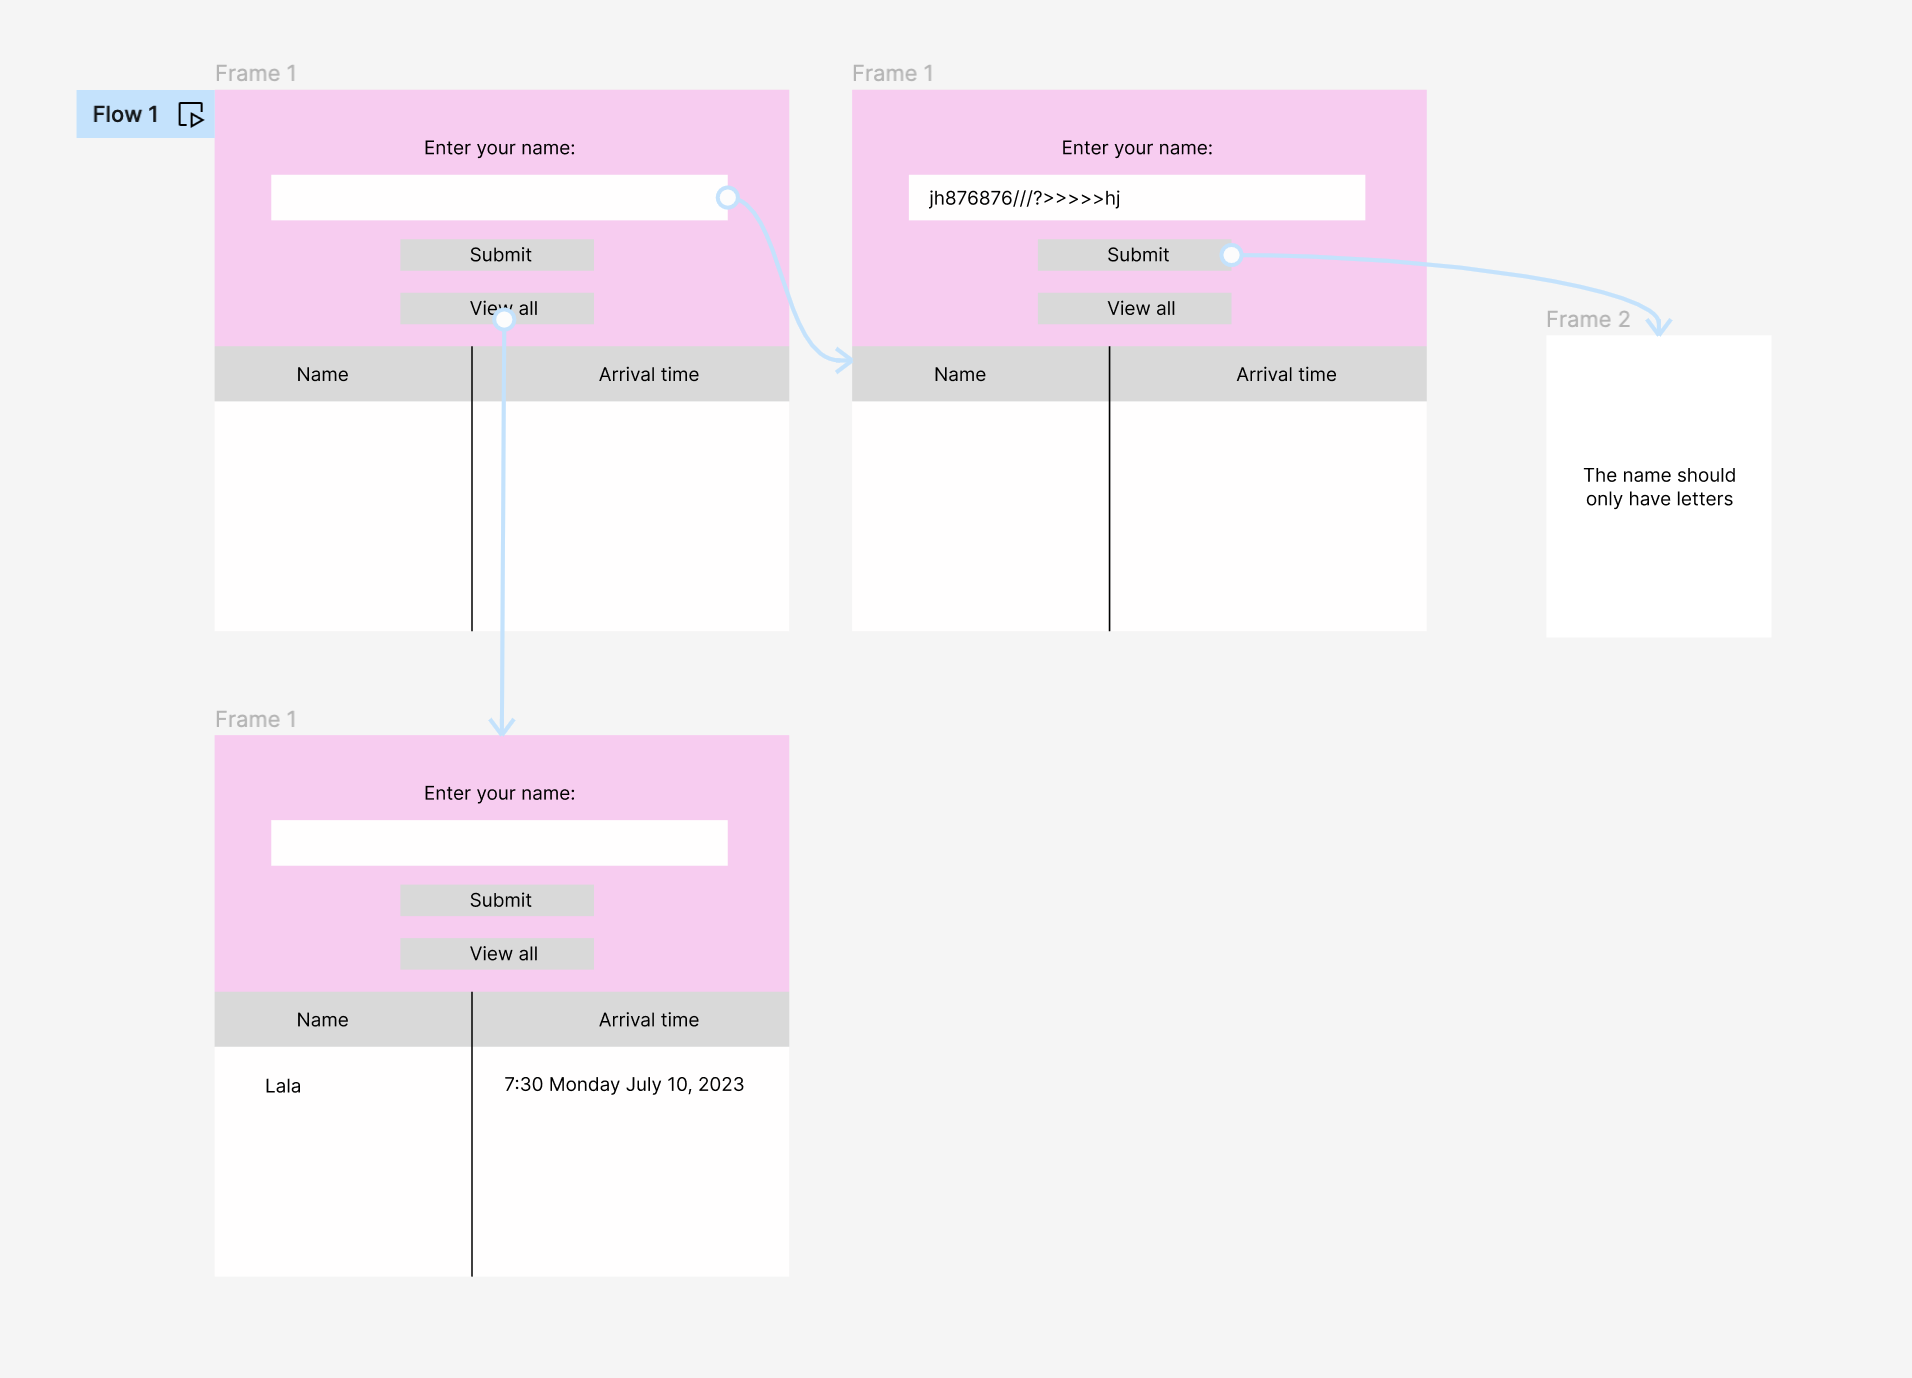 Frame 1
Flow 1
Enter your name:
Submit
View all
Name
Arrival time
Frame 1
Enter your name:
jh876876///?>>>>>hj
Submit
View all
Name
Arrival time
Frame 2
The name should
only have letters
Frame 1
Enter your name:
Submit
View all
Name
Arrival time
Lala
7:30 Monday July 10, 2023